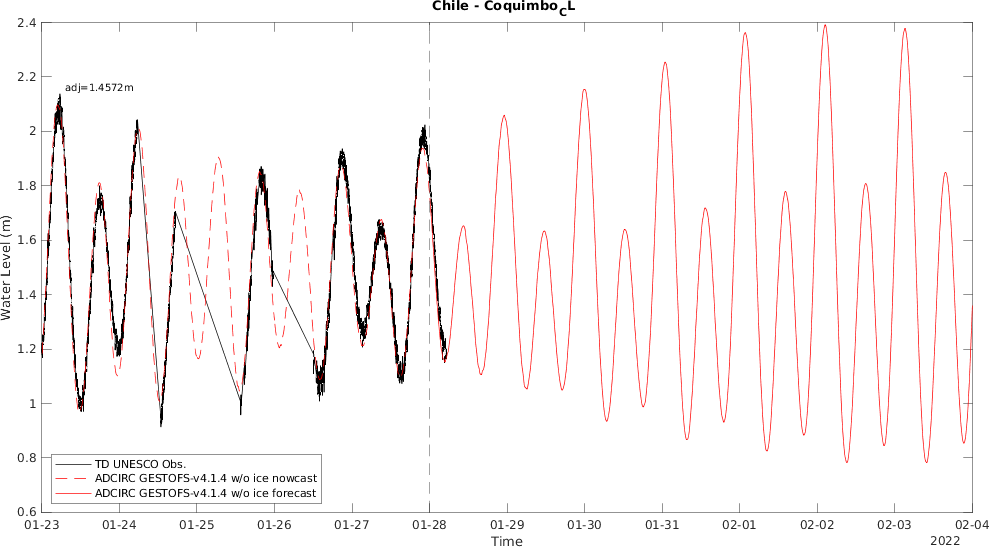 Chile - Coquimbo_CL
adj=1.4572m
2.4
2.2
2
1.8
1.6
1.4
1.2
1
0.8
0.6
Water Level (m)
TD UNESCO Obs.
ADCIRC GESTOFS-v4.1.4 w/o ice nowcast
ADCIRC GESTOFS-v4.1.4 w/o ice forecast
01-23 01-24 01-25 01-26 01-27 01-28 01-29 01-30 01-31 02-01 02-02 02-03 02-04
Time
2022